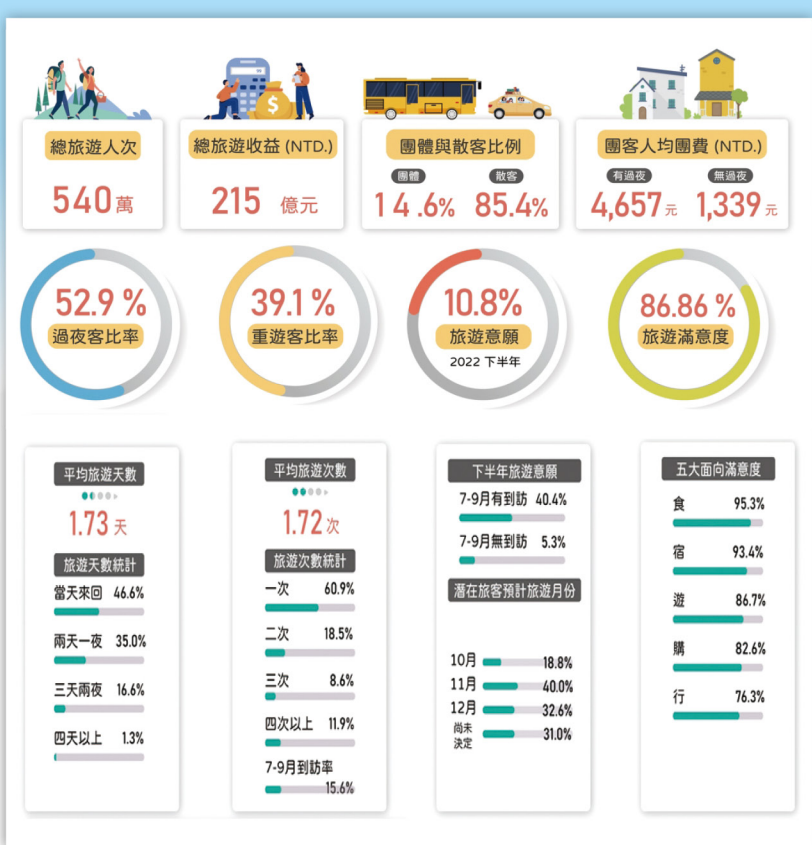 總旅遊人次
540萬
總旅遊收益 (NTD.)
$
215 億元
團體與散客比例
團體 散客
14.6% 85.4%
團客人均團費 (NTD.)
有過夜 無過夜
4,657元 1,339元
52.9 %
過夜客比率
39.1 %
重遊客比率
10.8%
旅遊意願
2022 下半年
86.86 %
旅遊滿意度
平均旅遊天數
1.73 天
旅遊天數統計
當天來回 46.6%
兩天一夜 35.0%
三天兩夜 16.6%
四天以上 1.3%
平均旅遊次數
1.72 次
旅遊次數統計
一次 60.9%
二次 18.5%
三次 8.6%
四次以上 11.9%
7-9月到訪率
15.6%
下半年旅遊意願
7-9月有到訪 40.4%
7-9月無到訪 5.3%
潛在旅客預計旅遊月份
10月 18.8%
11月 40.0%
12月 32.6%
尚未
決定 31.0%
五大面向滿意度
食 95.3%
宿 93.4%
遊 86.7%
購 82.6%
行 76.3%